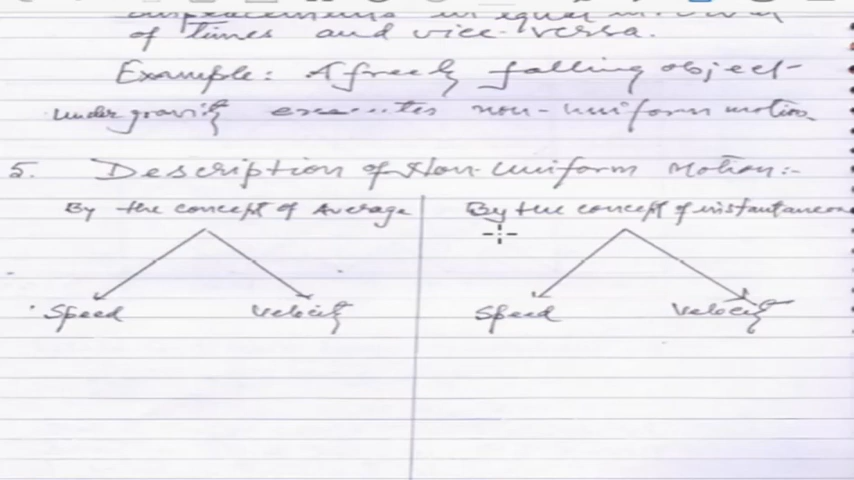 of times and vice-versa.
Example: A freely falling object
under gravity executes non-uniform motion
5. Description of Non-Uniform Motion:-
By the concept of Average
Speed
Velocity
By the concept of instantaneous
Speed
Velocity